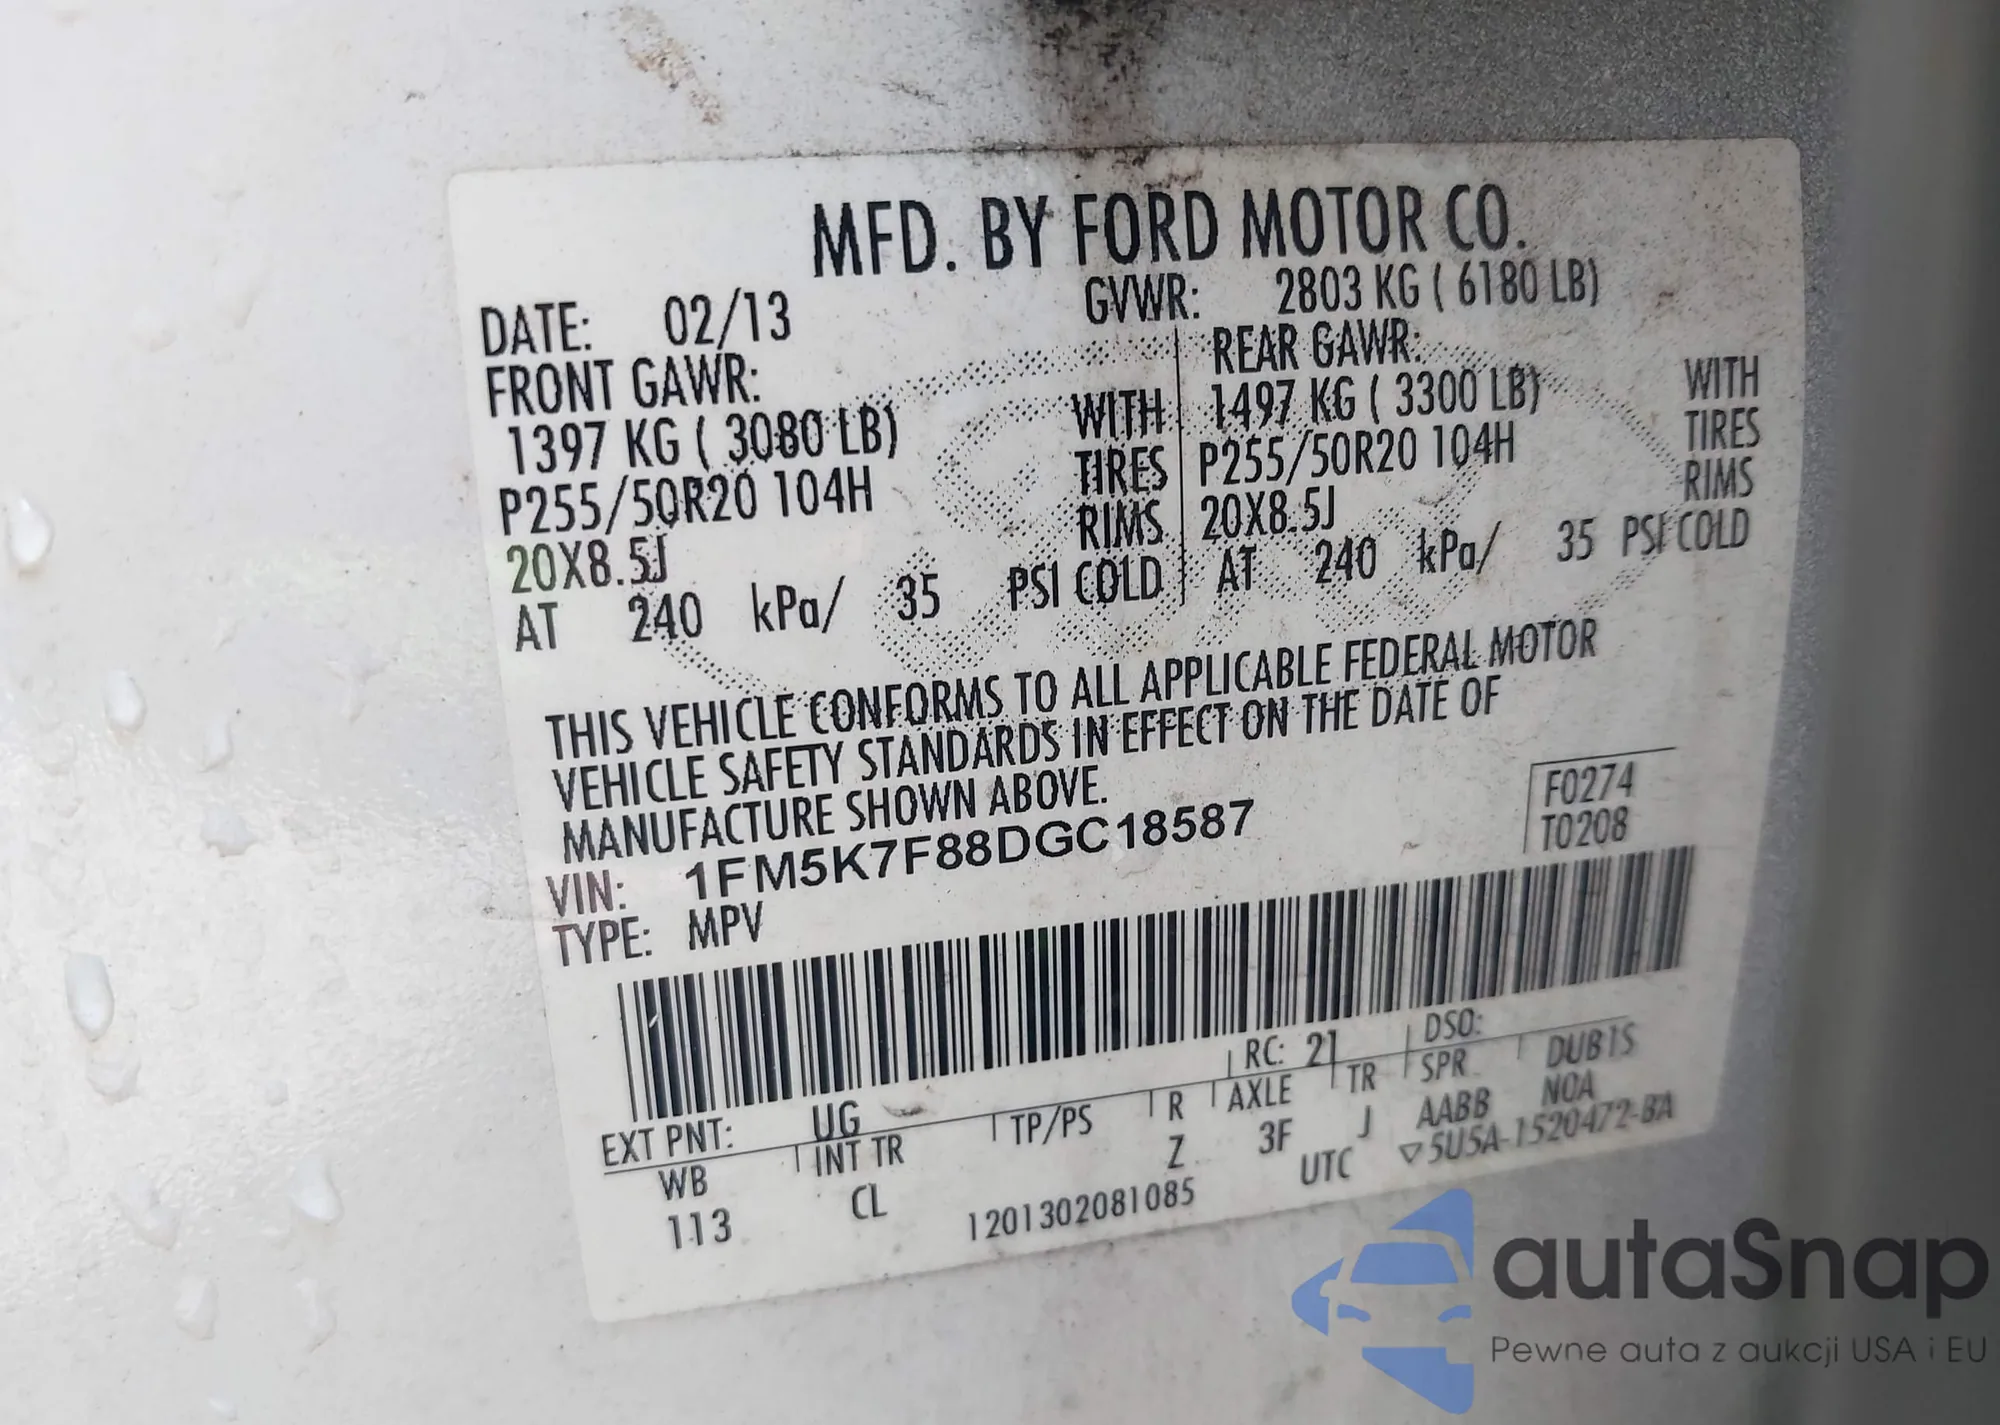 MFD. BY FORD MOTOR CO.
DATE: 02/13 GVWR: 2803 KG ( 6180 LB)
FRONT GAWR: REAR GAWR:
1397 KG ( 3080 LB) WITH 1497 KG ( 3300 LB) WITH
P255/50R20 104H TIRES P255/50R20 104H TIRES
20X8.5J RIMS 20X8.5J RIMS
AT 240 kPa/ 35 PSI COLD AT 240 kPa/ 35 PSI COLD
THIS VEHICLE CONFORMS TO ALL APPLICABLE FEDERAL MOTOR
VEHICLE SAFETY STANDARDS IN EFFECT ON THE DATE OF
MANUFACTURE SHOWN ABOVE.
F0274
T0208
VIN: 1FM5K7F88DGC18587
TYPE: MPV
EXT PNT: UG RC: 21 DSO:
WB INT TR TP/PS R AXLE TR SPR DUB1S
113 CL Z 3F J AABB NOA
1201302081085 UTC ▽5U5A-1520472-BA
autaSnap
Pewne auta z aukcji USA i EU